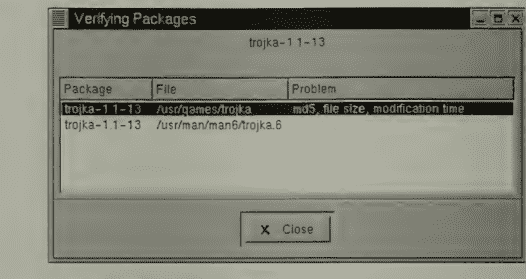 Verifying Packages
trojka-1.1-13
Package File Problem
trojka-1.1-13 /usr/games/trojka md5, file size, modification time
trojka-1.1-13 /usr/man/man6/trojka.6
X Close